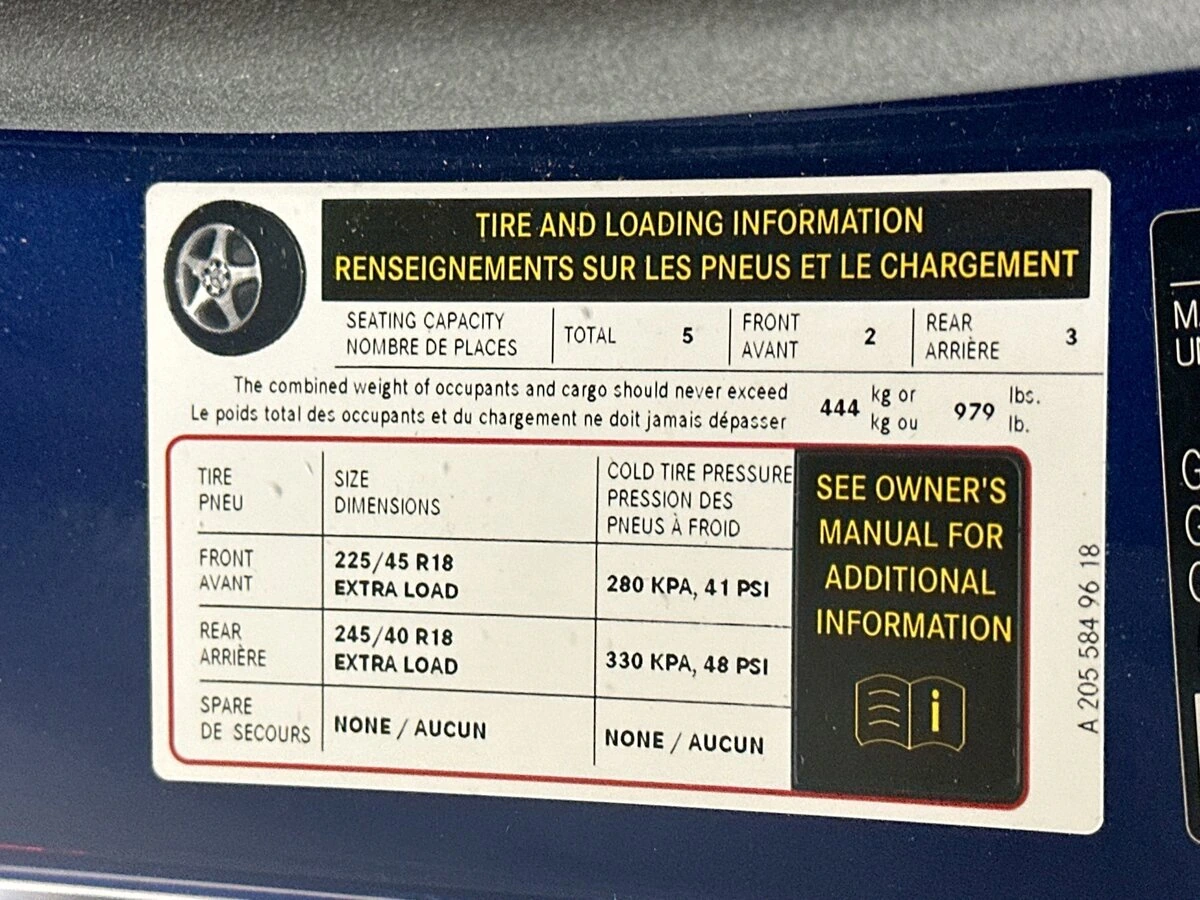 TIRE AND LOADING INFORMATION
RENSEIGNEMENTS SUR LES PNEUS ET LE CHARGEMENT
SEATING CAPACITY
NOMBRE DE PLACES
TOTAL 5
FRONT
AVANT
2
REAR
ARRIÈRE
3
The combined weight of occupants and cargo should never exceed
Le poids total des occupants et du chargement ne doit jamais dépasser
444
kg or
kg ou
979
lbs.
lb.
TIRE
PNEU
SIZE
DIMENSIONS
COLD TIRE PRESSURE
PRESSION DES
PNEUS À FROID
FRONT
AVANT
225/45 R18
EXTRA LOAD
280 KPA, 41 PSI
REAR
ARRIÈRE
245/40 R18
EXTRA LOAD
330 KPA, 48 PSI
SPARE
DE SECOURS
NONE / AUCUN
NONE / AUCUN
SEE OWNER'S
MANUAL FOR
ADDITIONAL
INFORMATION
i
A 205 584 96 18